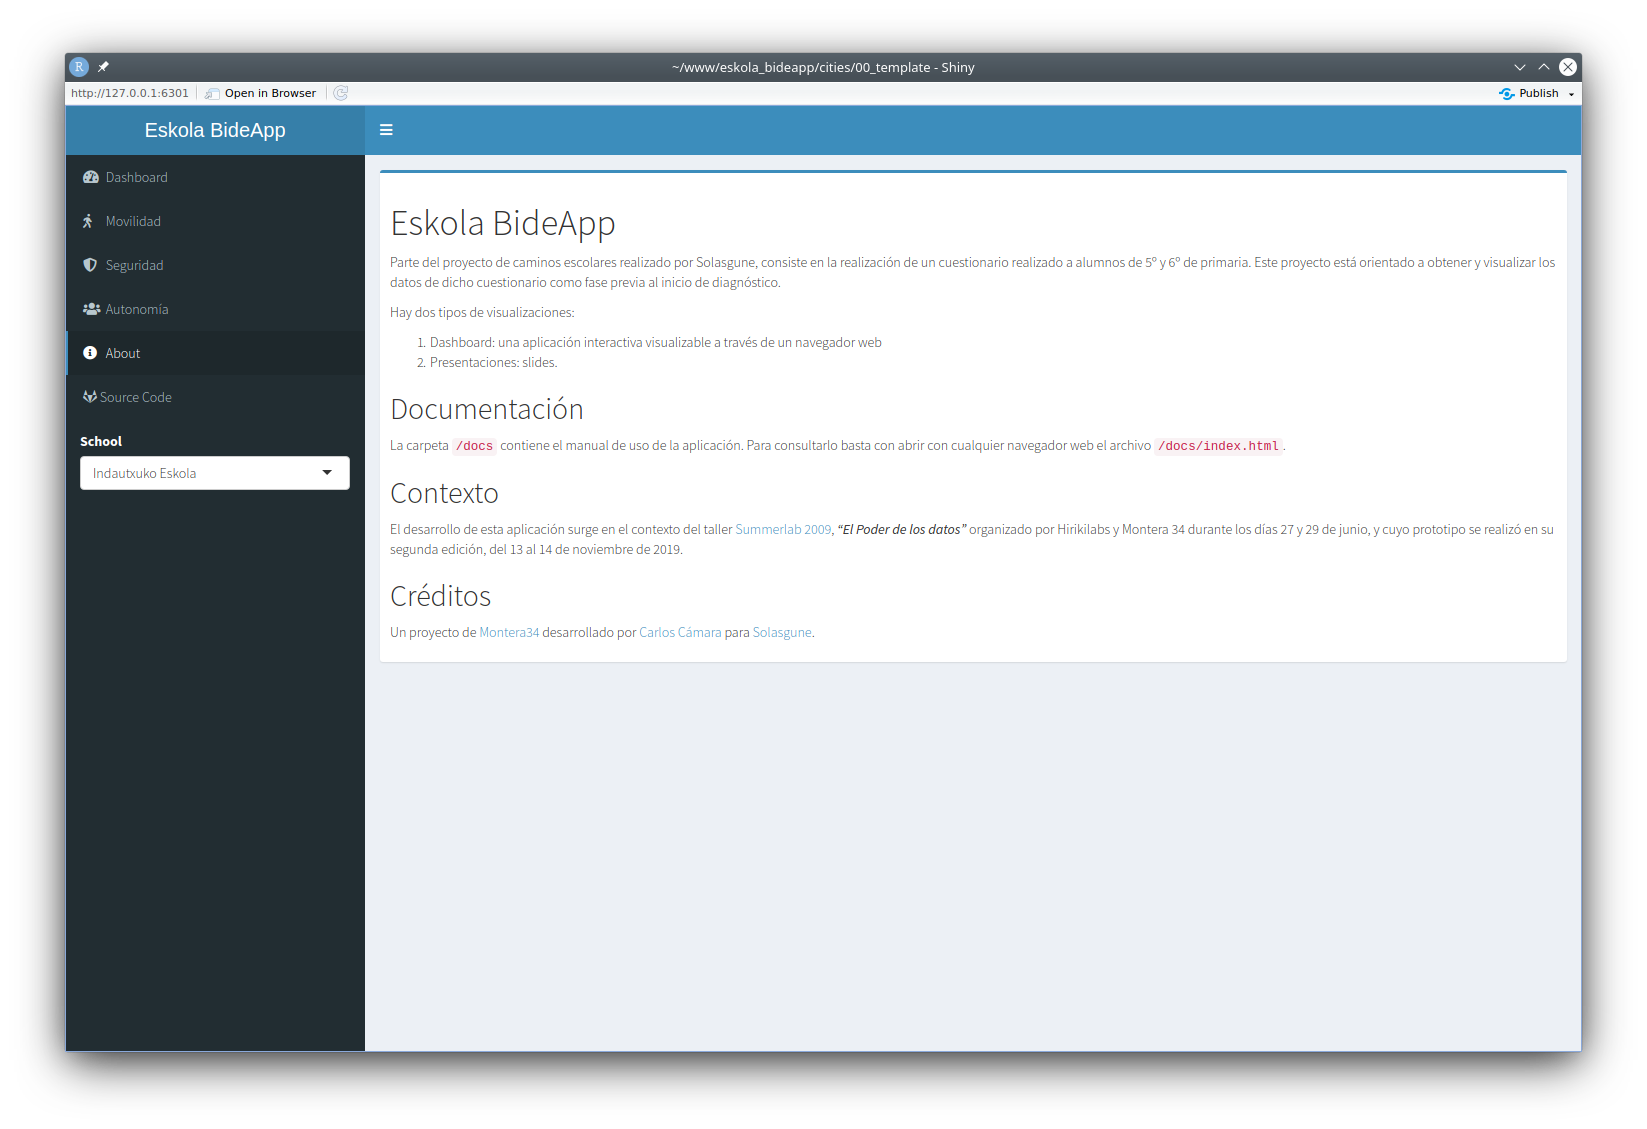 ~/www/eskola_bideapp/cities/00_template - Shiny
http://127.0.0.1:6301 Open in Browser Publish
Eskola BideApp
Dashboard
Movilidad
Seguridad
Autonomía
About
Source Code
School
Indautxuko Eskola
Eskola BideApp
Parte del proyecto de caminos escolares realizado por Solasgune, consiste en la realización de un cuestionario realizado a alumnos de 5º y 6º de primaria. Este proyecto está orientado a obtener y visualizar los
datos de dicho cuestionario como fase previa al inicio de diagnóstico.
Hay dos tipos de visualizaciones:
1. Dashboard: una aplicación interactiva visualizable a través de un navegador web
2. Presentaciones: slides.
Documentación
La carpeta /docs contiene el manual de uso de la aplicación. Para consultarlo basta con abrir con cualquier navegador web el archivo /docs/index.html.
Contexto
El desarrollo de esta aplicación surge en el contexto del taller Summerlab 2009, “El Poder de los datos” organizado por Hirikilabs y Montera 34 durante los días 27 y 29 de junio, y cuyo prototipo se realizó en su
segunda edición, del 13 al 14 de noviembre de 2019.
Créditos
Un proyecto de Montera34 desarrollado por Carlos Cámara para Solasgune.